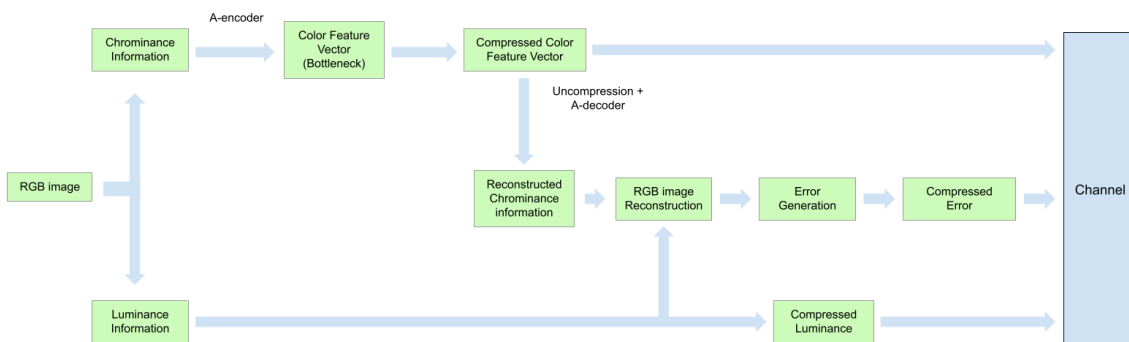 A-encoder
Chrominance
Information
Color Feature
Vector
(Bottleneck)
Compressed Color
Feature Vector
Uncompression +
A-decoder
RGB image
Reconstructed
Chrominance
information
RGB image
Reconstruction
Error
Generation
Compressed
Error
Channel
Luminance
Information
Compressed
Luminance